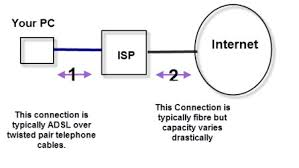 Your PC
ISP
Internet
1
2
This connection is
typically ADSL over
twisted pair telephone
cables.
This Connection is
typically fibre but
capacity varies
drastically